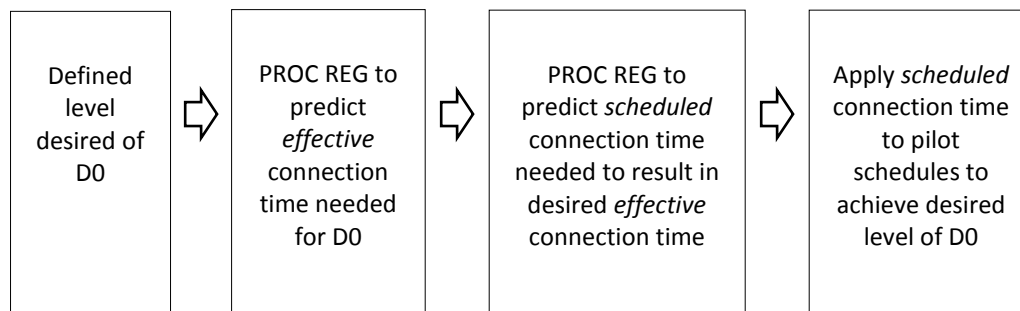 Defined
level
desired of
D0
PROC REG to
predict
effective
connection
time needed
for D0
PROC REG to
predict scheduled
connection time
needed to result in
desired effective
connection time
Apply scheduled
connection time
to pilot
schedules to
achieve desired
level of D0